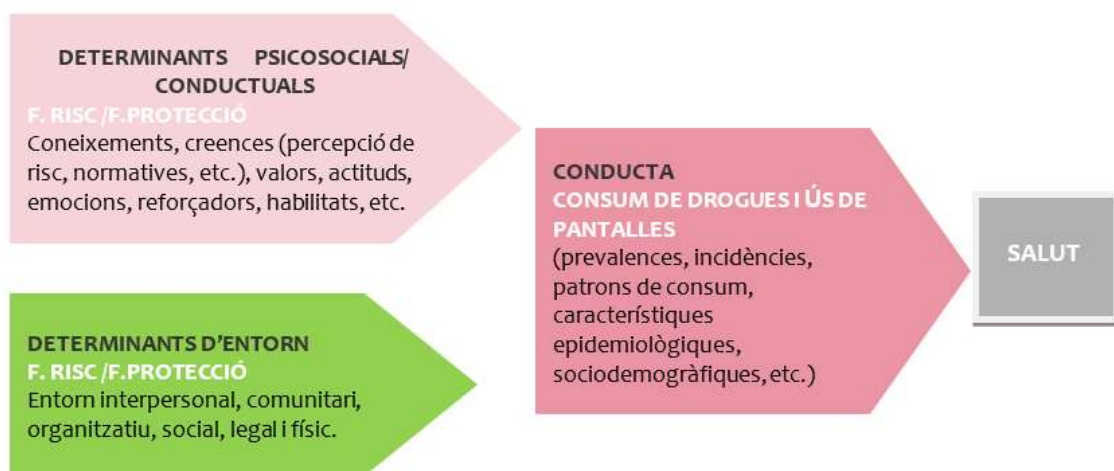 DETERMINANTS PSICOSOCIALS/
CONDUCTUALS
F. RISC /F.PROTECCIÓ
Coneixements, creences (percepció de
risc, normatives, etc.), valors, actituds,
emocions, reforçadors, habilitats, etc.
DETERMINANTS D'ENTORN
F. RISC /F.PROTECCIÓ
Entorn interpersonal, comunitari,
organitzatiu, social, legal i físic.
CONDUCTA
CONSUM DE DROGUES I ÚS DE
PANTALLES
(prevalences, incidències,
patrons de consum,
característiques
epidemiològiques,
sociodemogràfiques, etc.)
SALUT